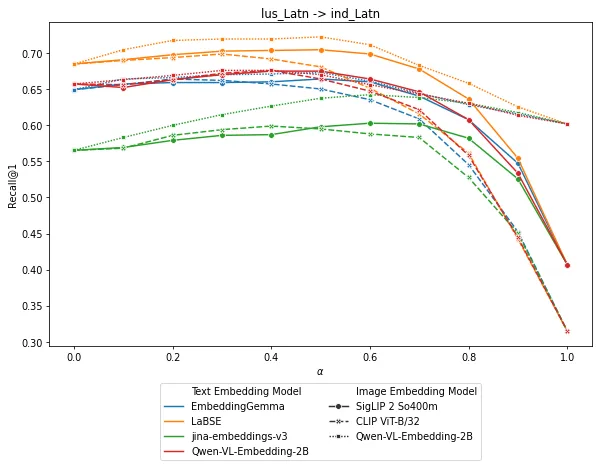 lus_Latn -> ind_Latn
Recall@1
0.70
0.65
0.60
0.55
0.50
0.45
0.40
0.35
0.30
0.0 0.2 0.4 0.6 0.8 1.0
α
Text Embedding Model
EmbeddingGemma
LaBSE
jina-embeddings-v3
Qwen-VL-Embedding-2B
Image Embedding Model
SigLIP 2 So400m
CLIP ViT-B/32
Qwen-VL-Embedding-2B